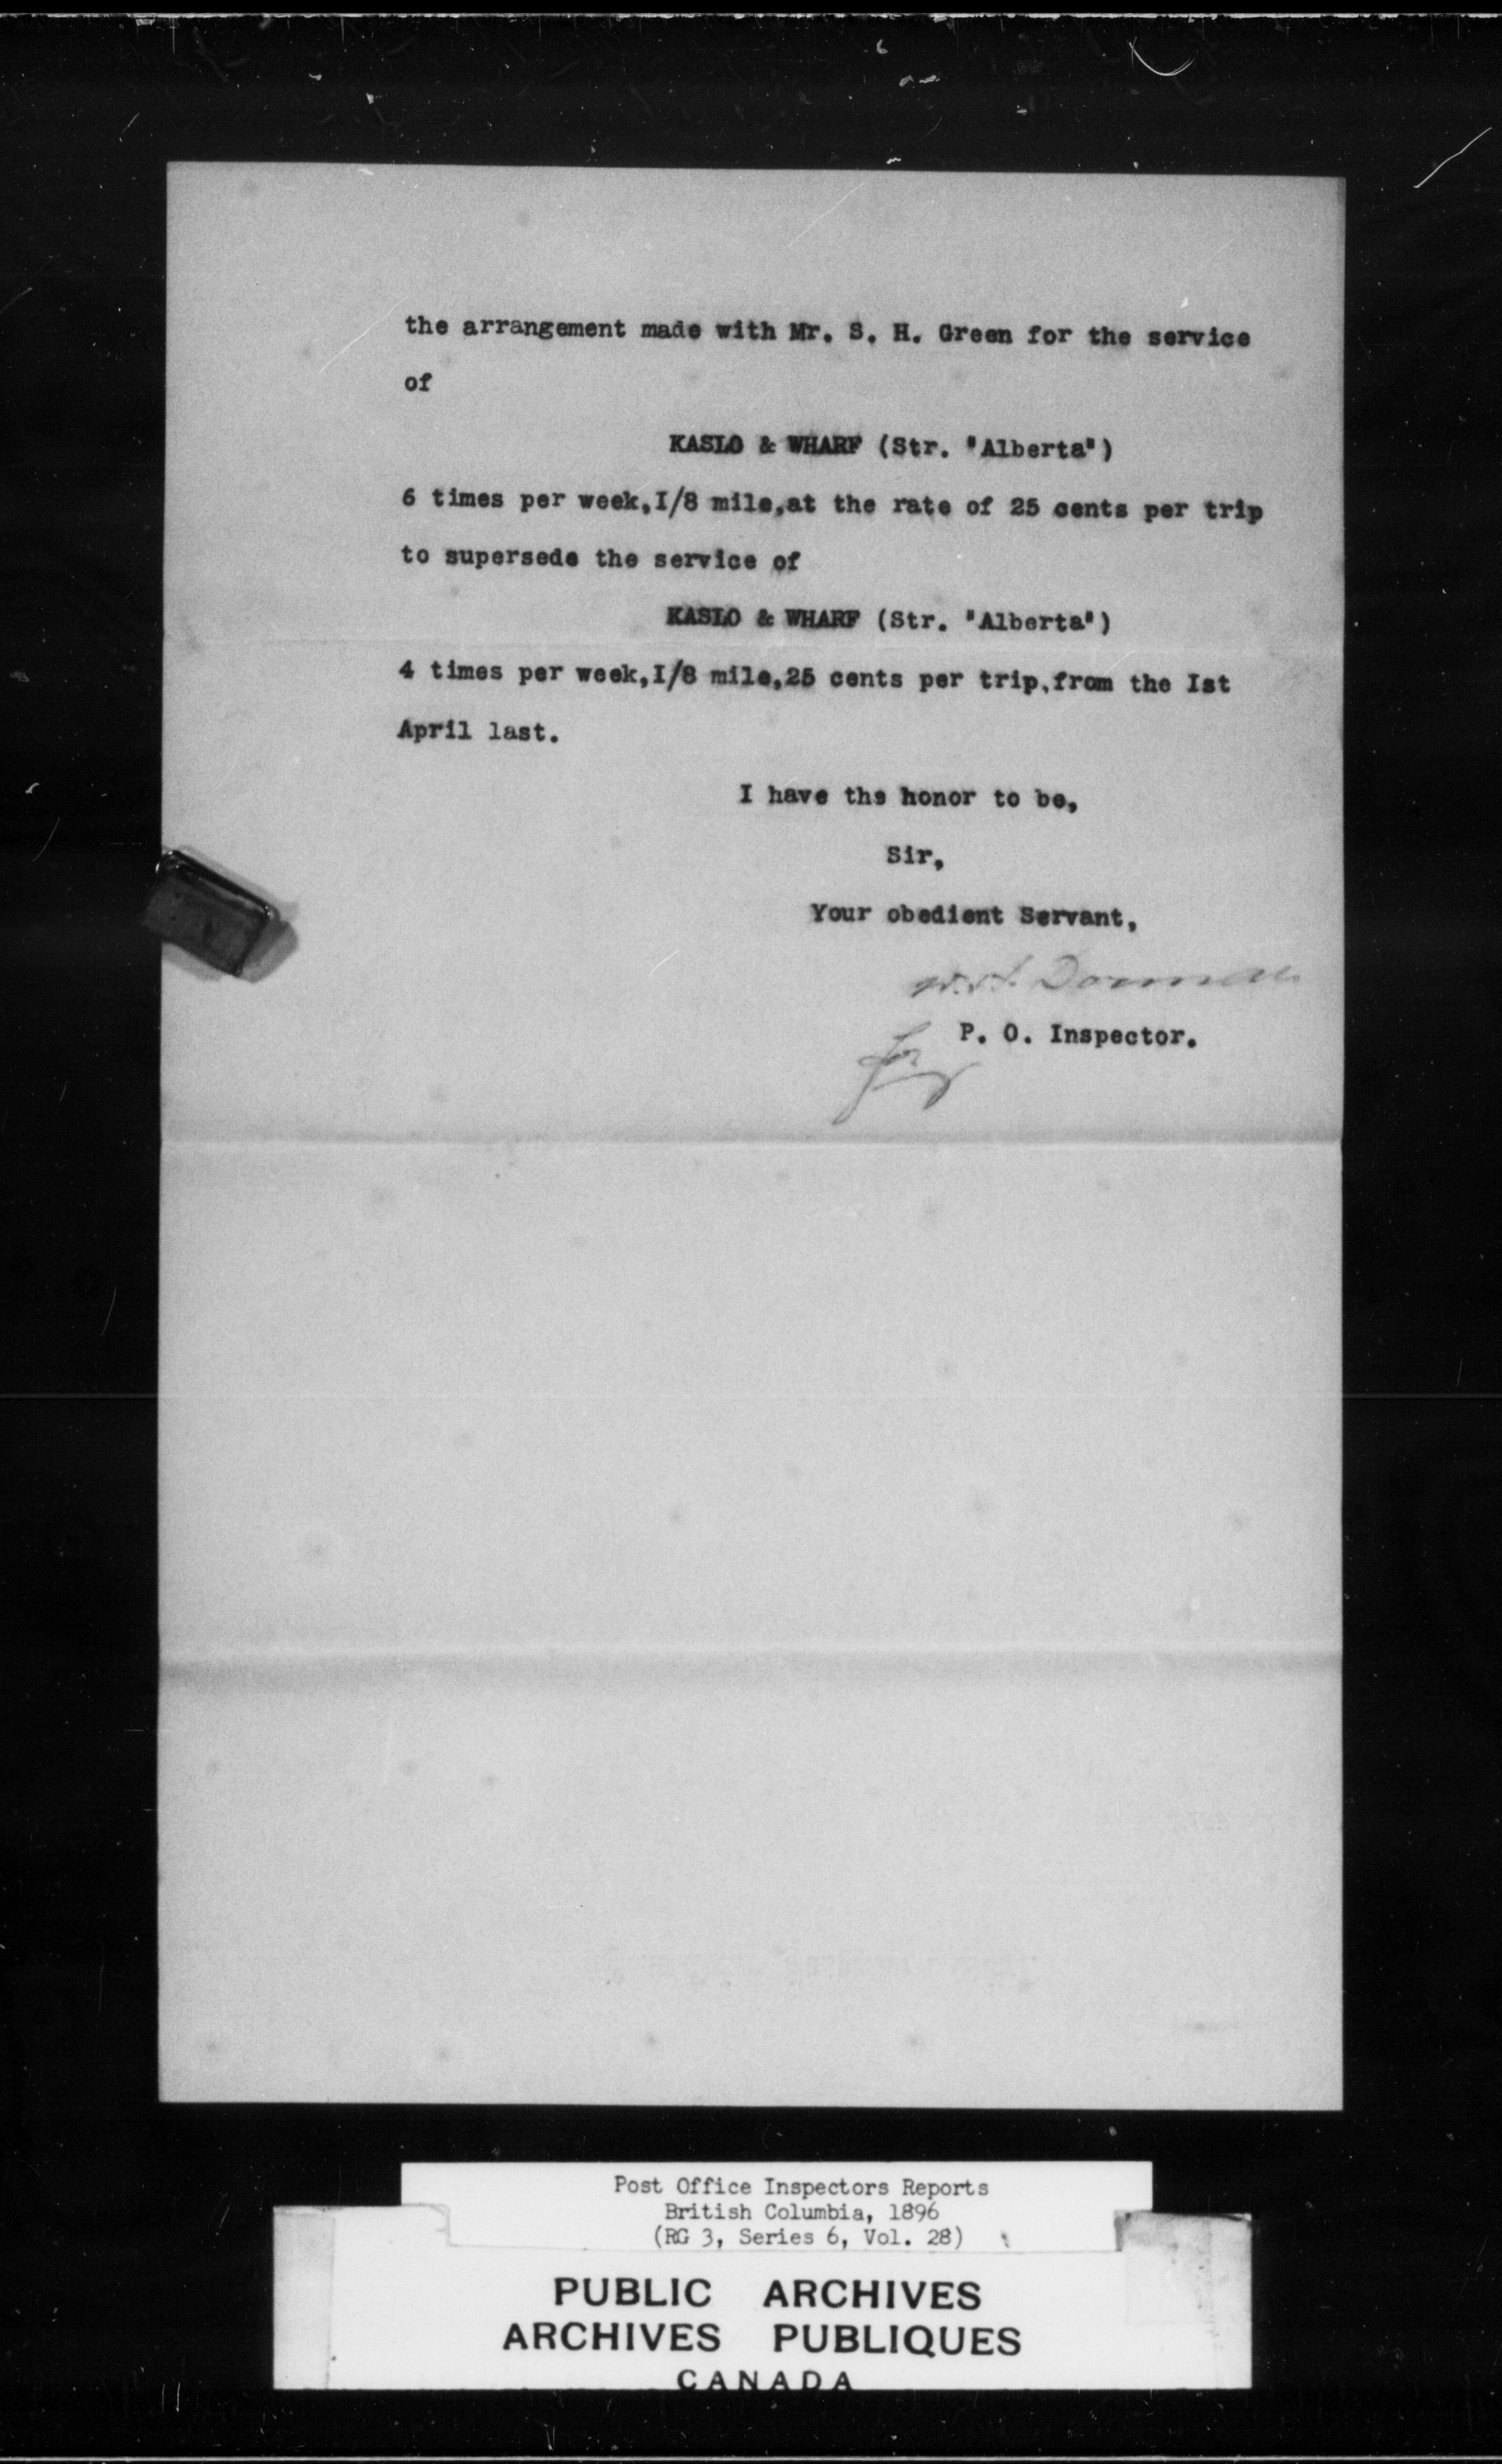 the arrangement made with Mr. S. H. Green for the service
of
KASLO & WHARF (Str. "Alberta")
6 times per week,I/8 mile,at the rate of 25 cents per trip
to supersede the service of
KASLO & WHARF (Str. "Alberta")
4 times per week,I/8 mile,25 cents per trip,from the Ist
April last.
I have the honor to be,
Sir,
Your obedient Servant,
P. O. Inspector.
for
Post Office Inspectors Reports
British Columbia, 1896
(RG 3, Series 6, Vol. 28)
PUBLIC ARCHIVES
ARCHIVES PUBLIQUES
CANADA